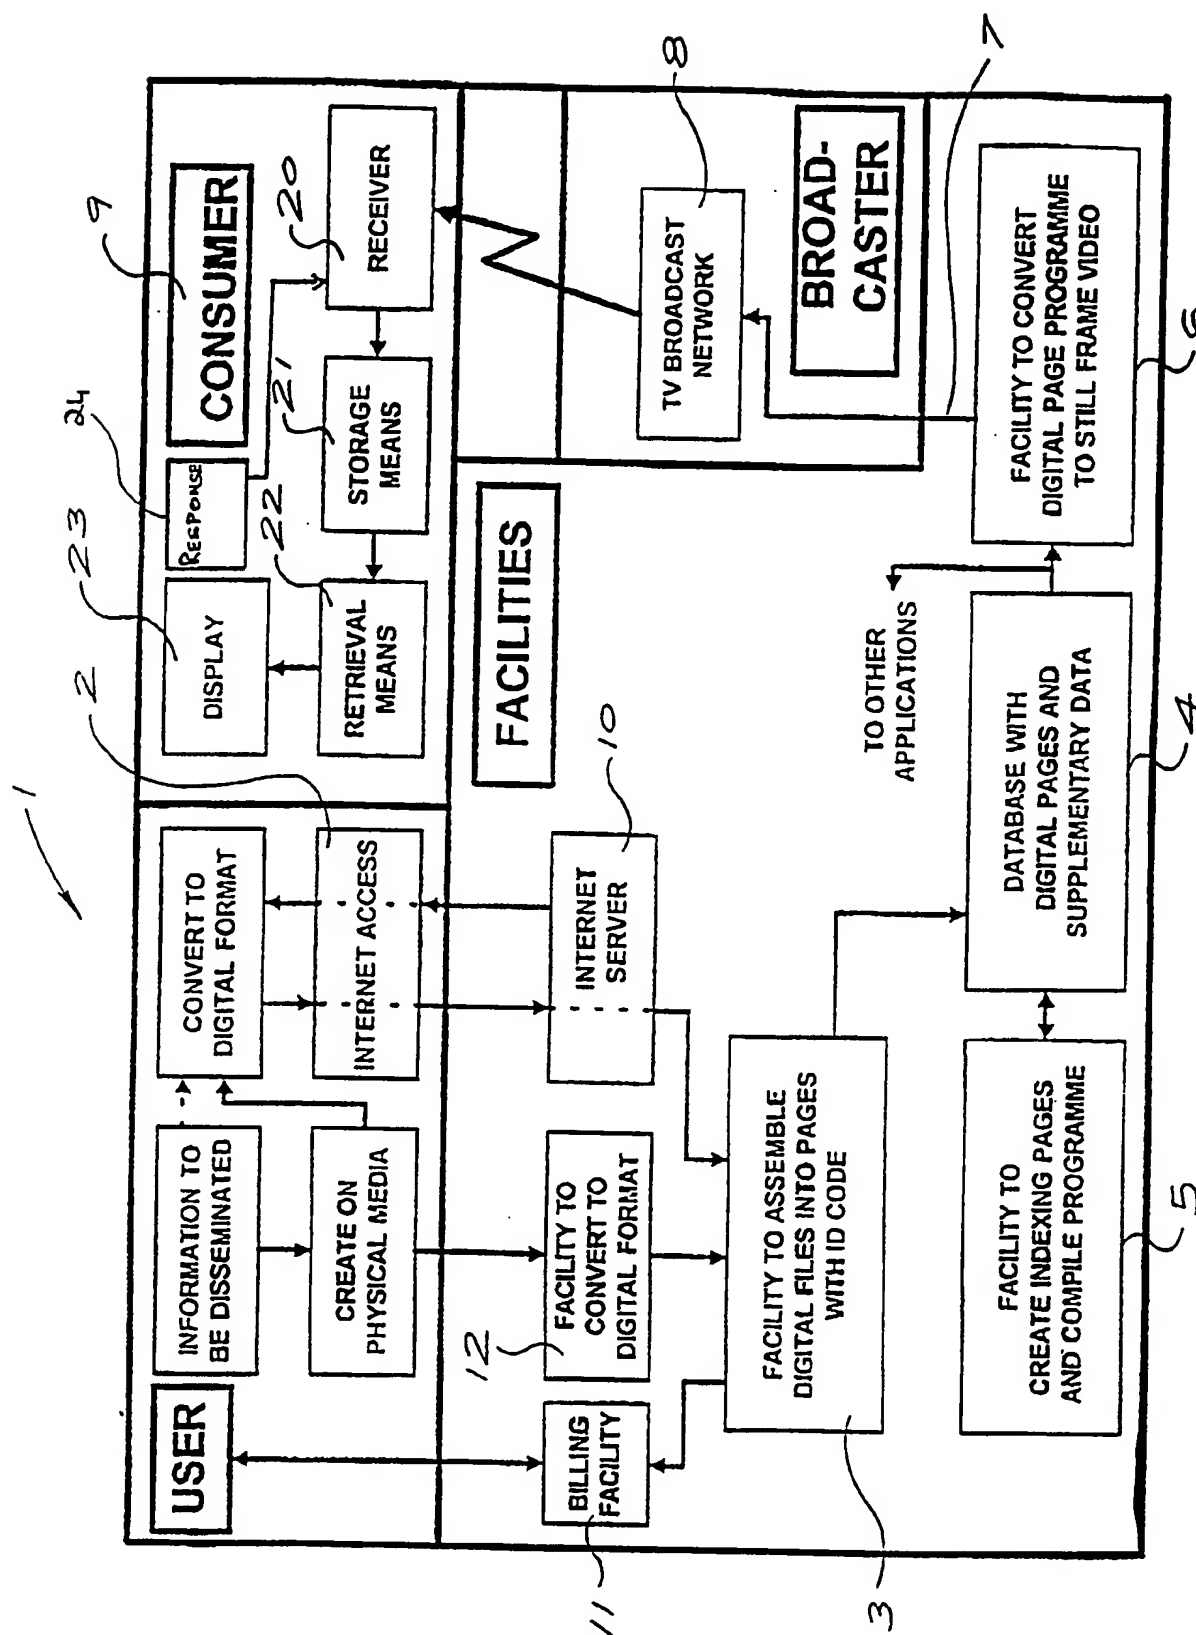 1
USER
INFORMATION TO
BE DISSEMINATED
CREATE ON
PHYSICAL MEDIA
CONVERT TO
DIGITAL FORMAT
INTERNET ACCESS
2
CONSUMER
9
DISPLAY
23
RESPONSE
24
RETRIEVAL
MEANS
22
STORAGE
MEANS
21
RECEIVER
20
FACILITIES
BILLING
FACILITY
11
FACILITY TO
CONVERT TO
DIGITAL FORMAT
12
INTERNET
SERVER
10
FACILITY TO ASSEMBLE
DIGITAL FILES INTO PAGES
WITH ID CODE
3
FACILITY TO
CREATE INDEXING PAGES
AND COMPILE PROGRAMME
5
DATABASE WITH
DIGITAL PAGES AND
SUPPLEMENTARY DATA
4
TO OTHER
APPLICATIONS
FACILITY TO CONVERT
DIGITAL PAGE PROGRAMME
TO STILL FRAME VIDEO
6
7
TV BROADCAST
NETWORK
8
BROAD-
CASTER